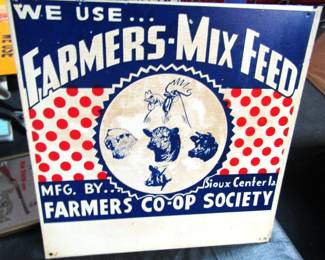 WE USE...
FARMERS-MIX FEED
MFG. BY..
Sioux Center Ia.
FARMERS CO-OP SOCIETY